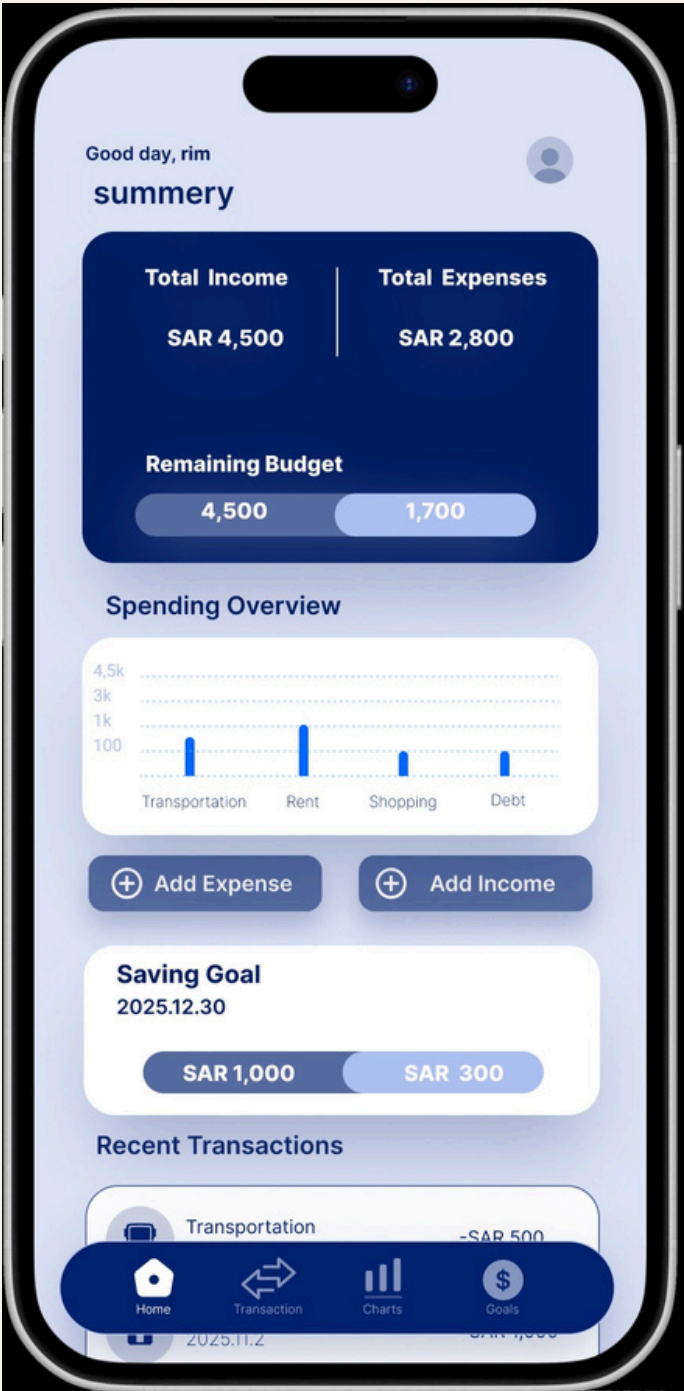 Good day, rim
summery
Total Income Total Expenses
SAR 4,500 SAR 2,800
Remaining Budget
4,500 1,700
Spending Overview
4,5k
3k
1k
100
Transportation Rent Shopping Debt
Add Expense Add Income
Saving Goal
2025.12.30
SAR 1,000 SAR 300
Recent Transactions
Transportation -SAR 500
$
Home Transaction Charts Goals
2025.11.2